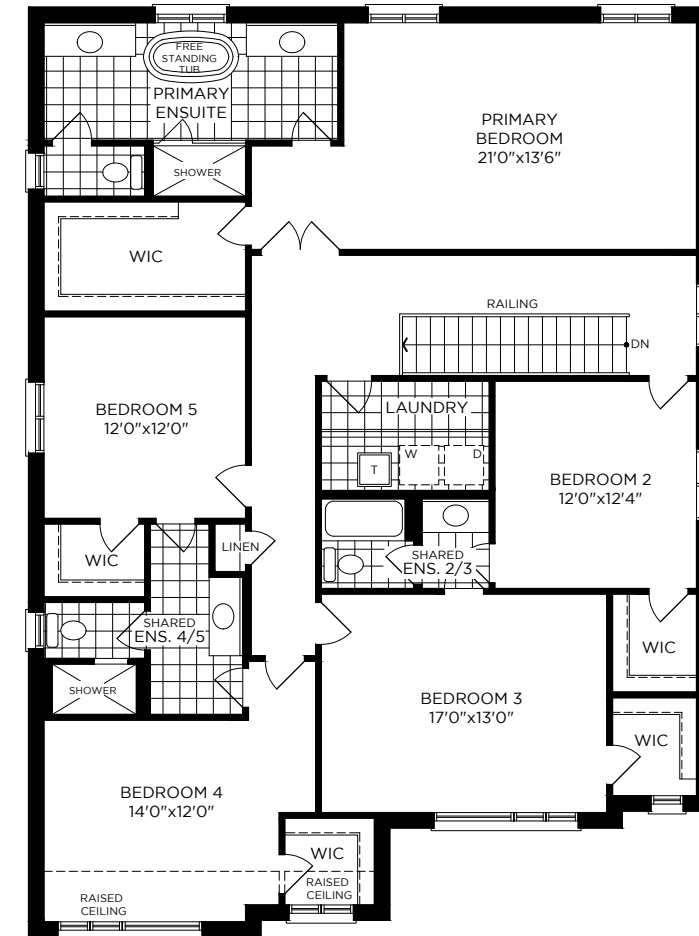 FREE
STANDING
TUB
PRIMARY
ENSUITE
PRIMARY
BEDROOM
21'0"x13'6"
SHOWER
WIC
RAILING
DN
BEDROOM 5
12'0"x12'0"
LAUNDRY
W
D
T
BEDROOM 2
12'0"x12'4"
WIC
LINEN
SHARED
ENS. 2/3
SHARED
ENS. 4/5
WIC
SHOWER
BEDROOM 3
17'0"x13'0"
WIC
BEDROOM 4
14'0"x12'0"
WIC
RAISED
CEILING
RAISED
CEILING